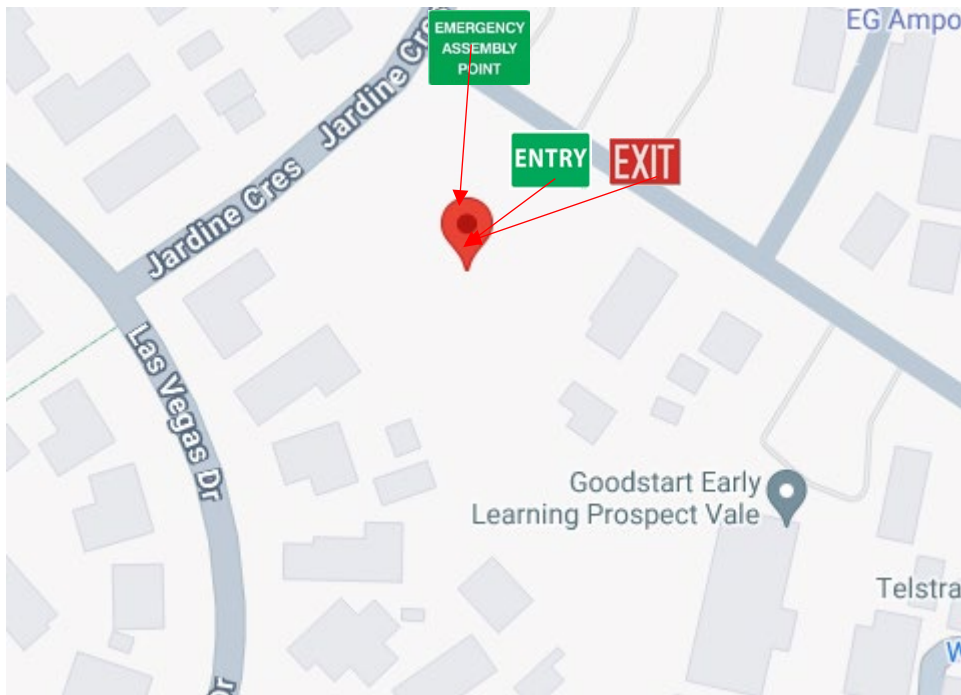 EG Ampo
EMERGENCY
ASSEMBLY
POINT
Jardine Cres
ENTRY
EXIT
Jardine Cres
Las Vegas Dr
Goodstart Early
Learning Prospect Vale
Telstra
W
Dr